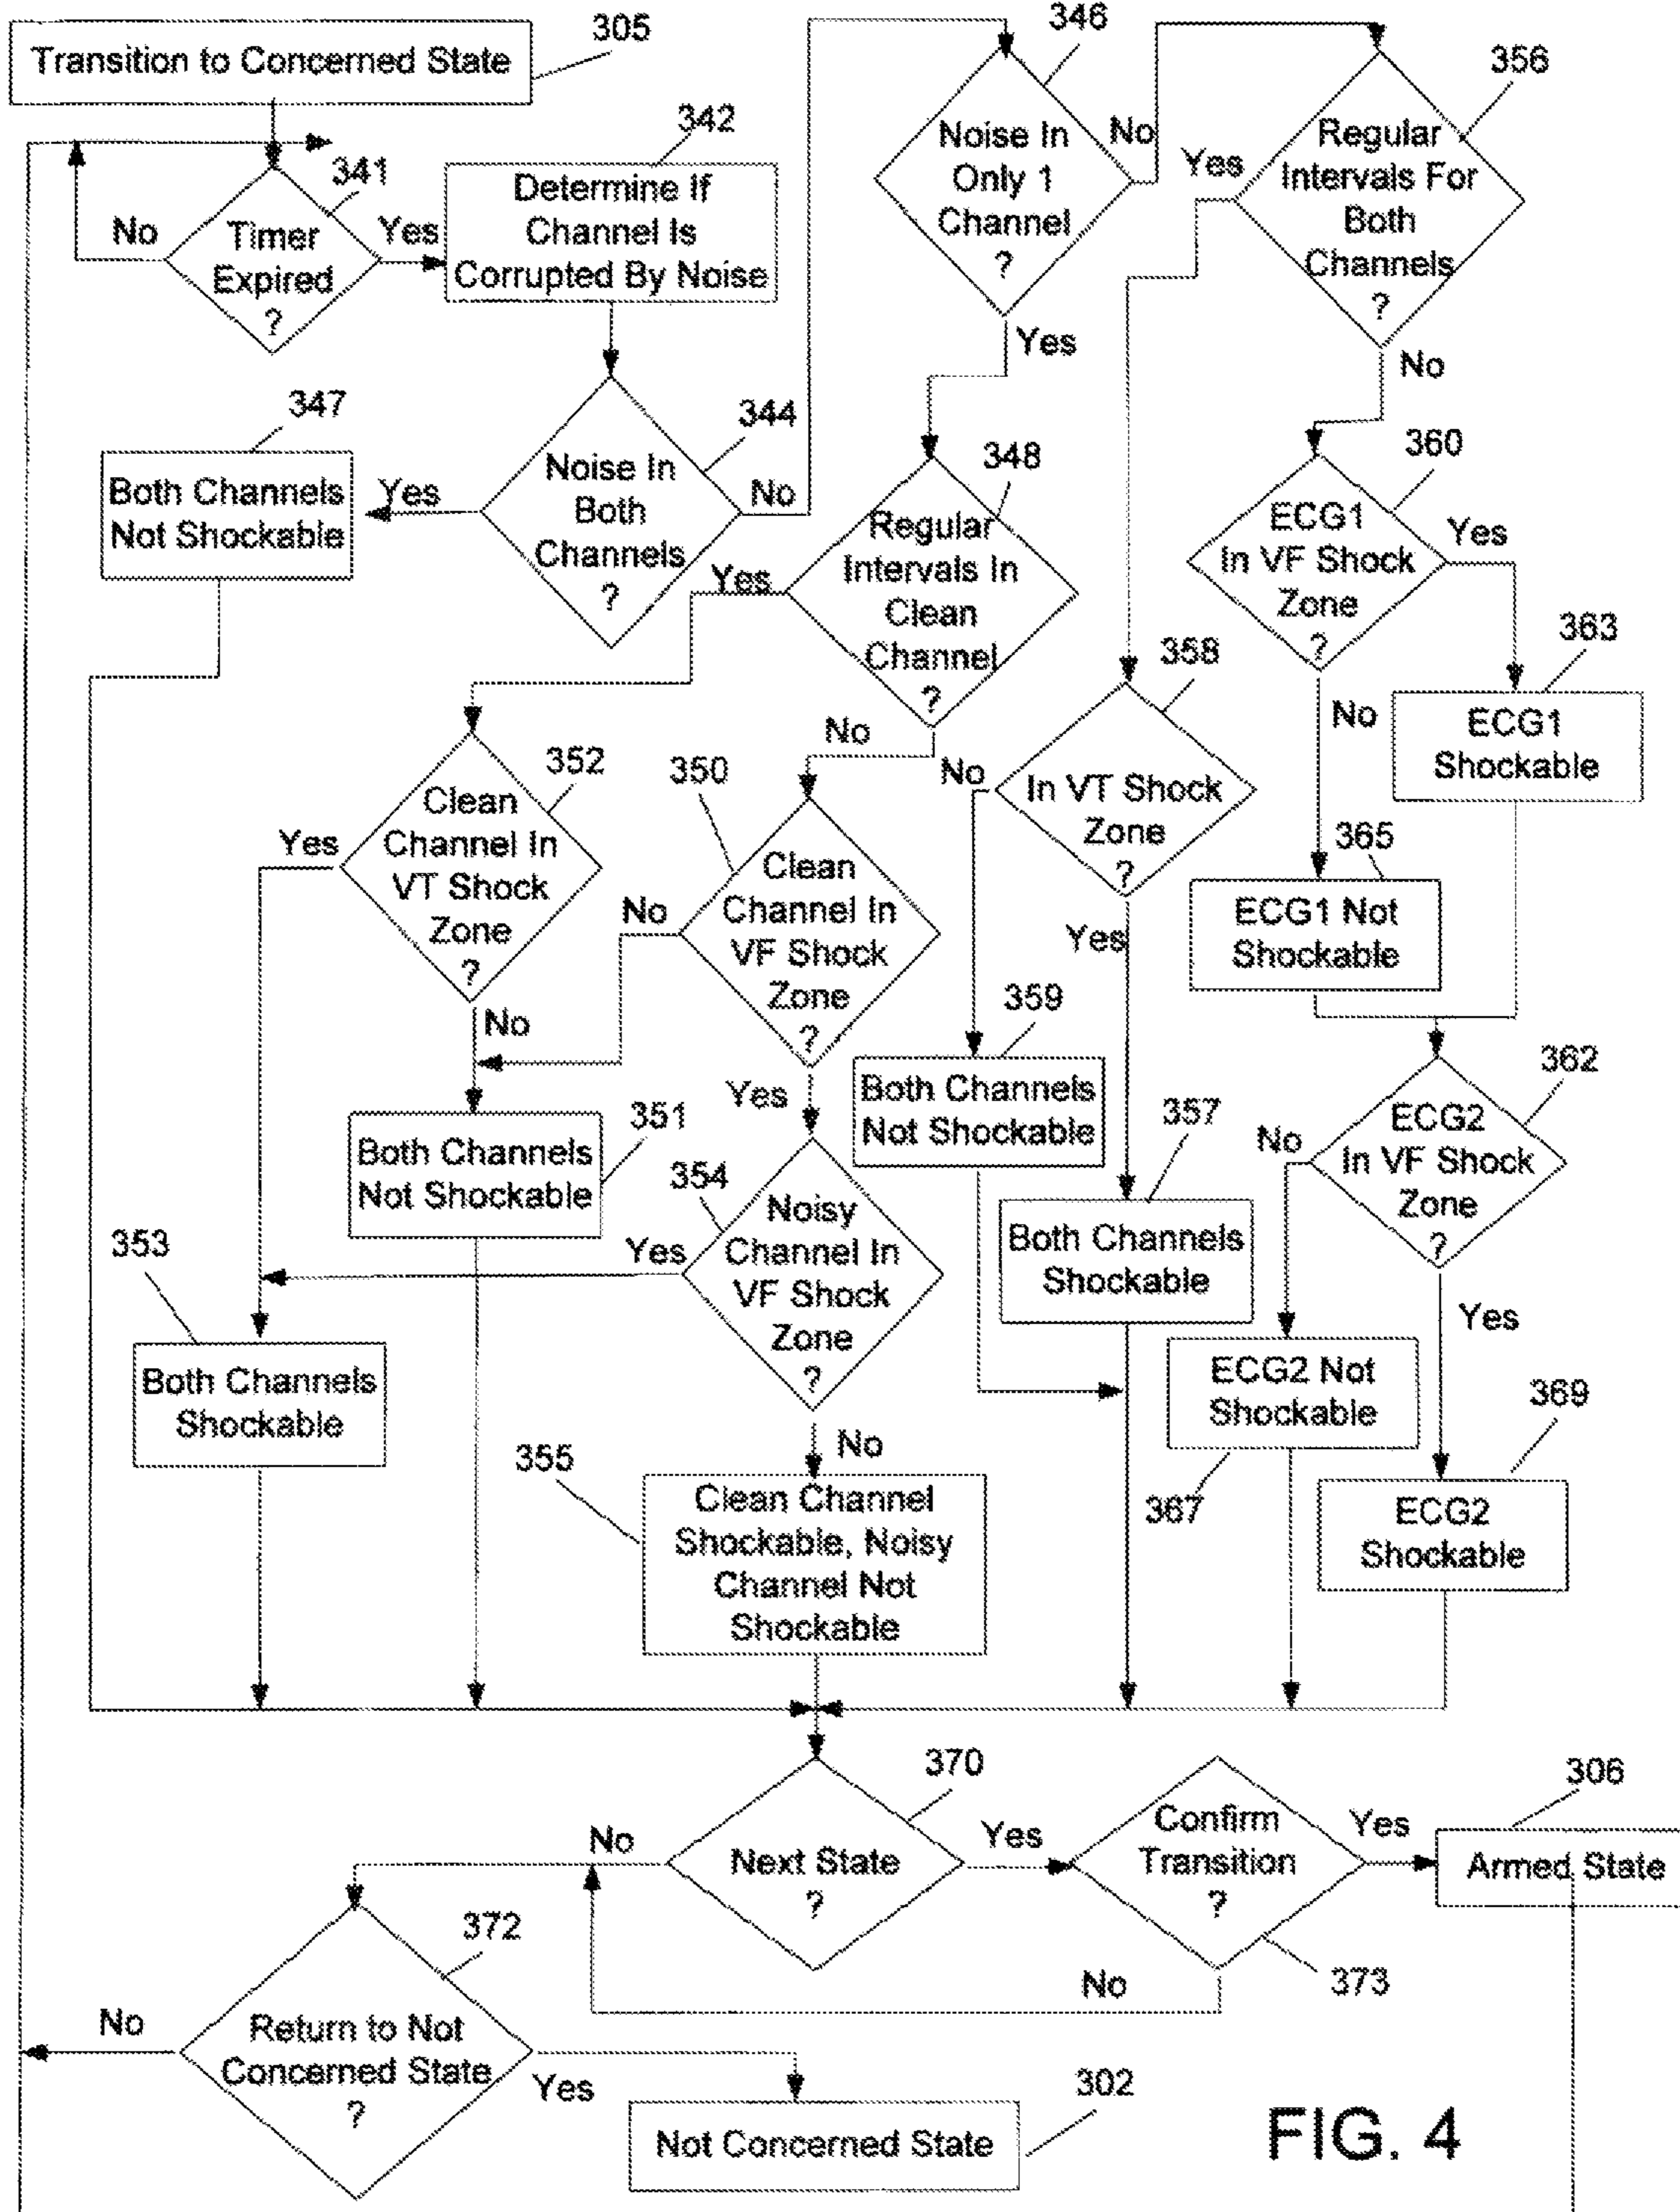 305
Transition to Concerned State
341
Timer
Expired
?
No
Yes
342
Determine If
Channel Is
Corrupted By Noise
344
Noise In
Both
Channels
?
Yes
No
347
Both Channels
Not Shockable
346
Noise In
Only 1
Channel
?
No
Yes
356
Regular
Intervals For
Both
Channels
?
Yes
No
348
Regular
Intervals In
Clean
Channel
?
Yes
No
360
ECG1
In VF Shock
Zone
?
Yes
No
363
ECG1
Shockable
365
ECG1 Not
Shockable
358
In VT Shock
Zone
?
No
Yes
352
Clean
Channel In
VT Shock
Zone
?
Yes
No
350
Clean
Channel In
VF Shock
Zone
?
No
Yes
359
Both Channels
Not Shockable
357
Both Channels
Shockable
362
ECG2
In VF Shock
Zone
?
No
Yes
351
Both Channels
Not Shockable
354
Noisy
Channel In
VF Shock
Zone
?
Yes
No
353
Both Channels
Shockable
355
Clean Channel
Shockable, Noisy
Channel Not
Shockable
367
ECG2 Not
Shockable
369
ECG2
Shockable
370
Next State
?
No
Yes
373
Confirm
Transition
?
Yes
No
306
Armed State
372
Return to Not
Concerned State
?
No
Yes
302
Not Concerned State
FIG. 4